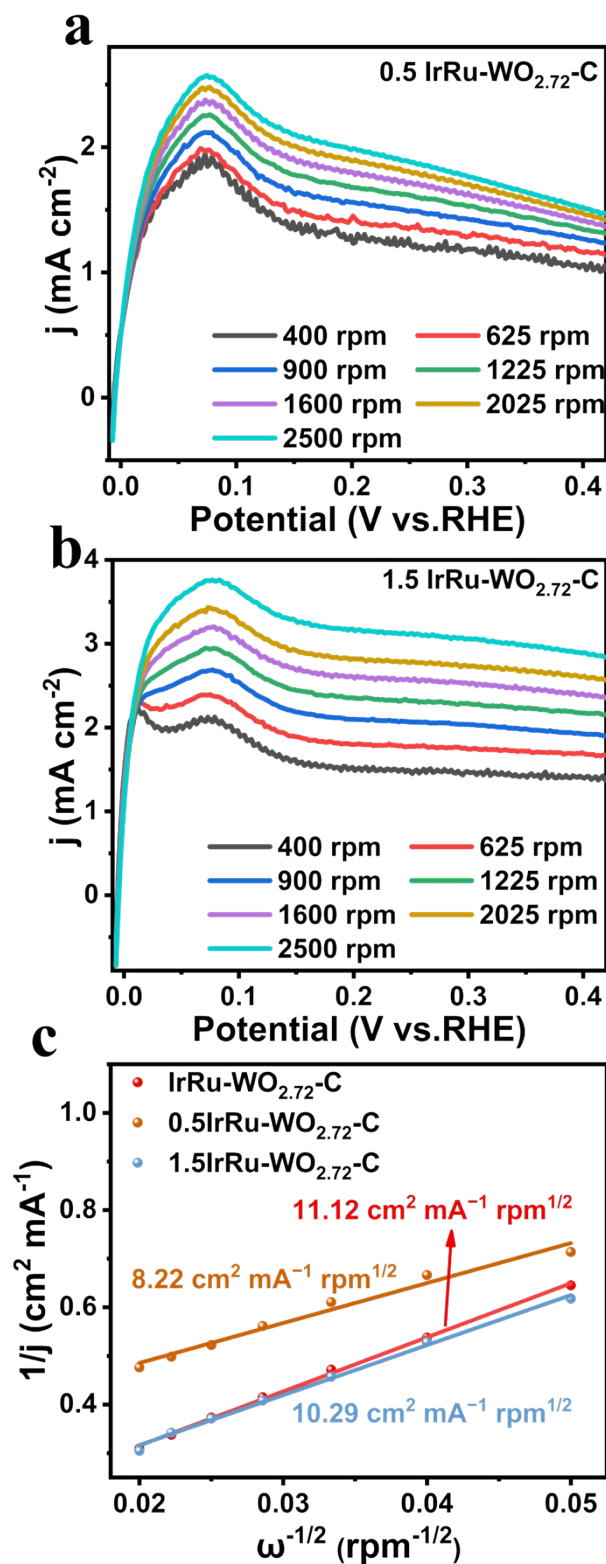 a
0.5 IrRu-WO2.72-C
2
1
0
j (mA cm-2)
400 rpm
625 rpm
900 rpm
1225 rpm
1600 rpm
2025 rpm
2500 rpm
0.0 0.1 0.2 0.3 0.4
Potential (V vs.RHE)
b
1.5 IrRu-WO2.72-C
4
3
2
1
0
j (mA cm-2)
400 rpm
625 rpm
900 rpm
1225 rpm
1600 rpm
2025 rpm
2500 rpm
0.0 0.1 0.2 0.3 0.4
Potential (V vs.RHE)
c
IrRu-WO2.72-C
0.5IrRu-WO2.72-C
1.5IrRu-WO2.72-C
1.0
0.8
0.6
0.4
1/j (cm2 mA-1)
11.12 cm2 mA−1 rpm1/2
8.22 cm2 mA−1 rpm1/2
10.29 cm2 mA−1 rpm1/2
0.02 0.03 0.04 0.05
ω-1/2 (rpm-1/2)